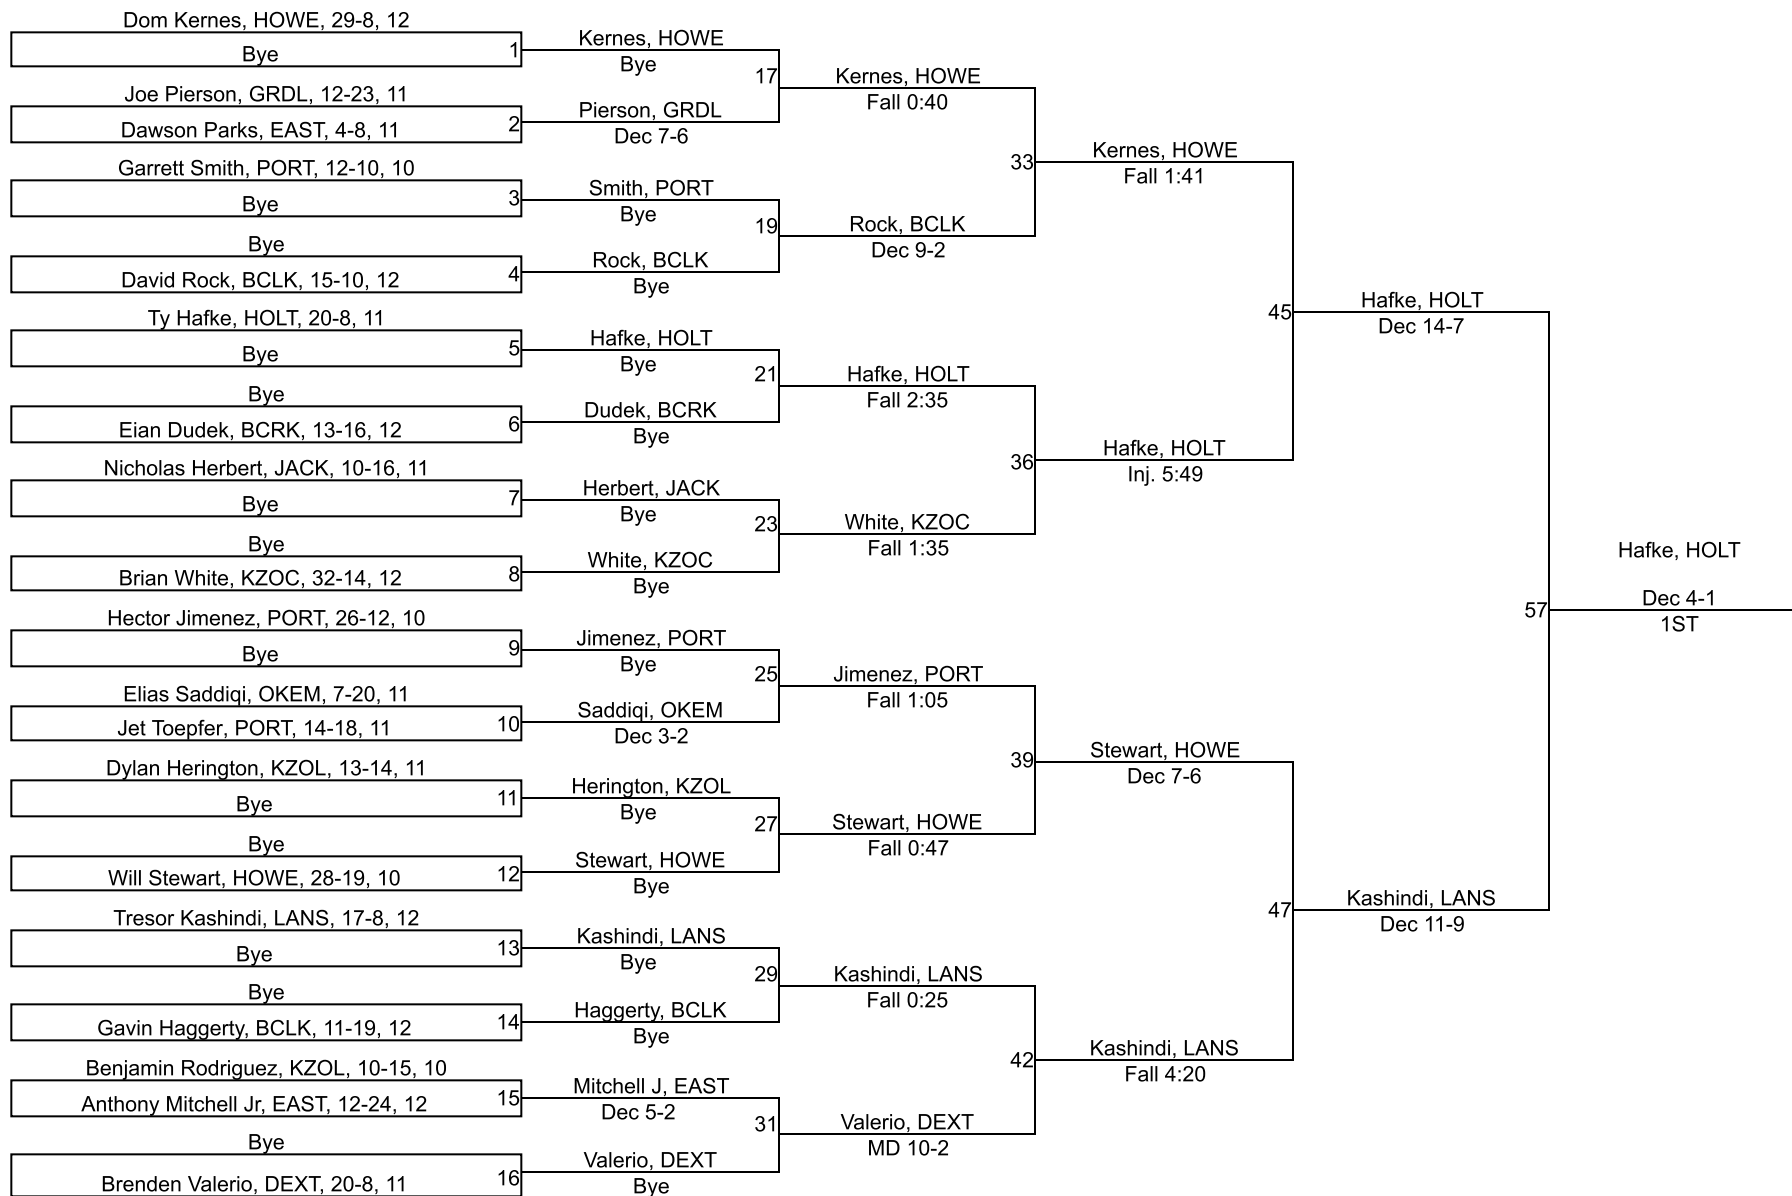 Dom Kernes, HOWE, 29-8, 12
Bye
1
Joe Pierson, GRDL, 12-23, 11
Dawson Parks, EAST, 4-8, 11
2
Garrett Smith, PORT, 12-10, 10
Bye
3
Bye
David Rock, BCLK, 15-10, 12
4
Ty Hafke, HOLT, 20-8, 11
Bye
5
Bye
Eian Dudek, BCRK, 13-16, 12
6
Nicholas Herbert, JACK, 10-16, 11
Bye
7
Bye
Brian White, KZOC, 32-14, 12
8
Hector Jimenez, PORT, 26-12, 10
Bye
9
Elias Saddiqi, OKEM, 7-20, 11
Jet Toepfer, PORT, 14-18, 11
10
Dylan Herington, KZOL, 13-14, 11
Bye
11
Bye
Will Stewart, HOWE, 28-19, 10
12
Tresor Kashindi, LANS, 17-8, 12
Bye
13
Bye
Gavin Haggerty, BCLK, 11-19, 12
14
Benjamin Rodriguez, KZOL, 10-15, 10
Anthony Mitchell Jr, EAST, 12-24, 12
15
Bye
Brenden Valerio, DEXT, 20-8, 11
16
Kernes, HOWE
Bye
17
Pierson, GRDL
Dec 7-6
Smith, PORT
Bye
19
Rock, BCLK
Bye
Hafke, HOLT
Bye
21
Dudek, BCRK
Bye
Herbert, JACK
Bye
23
White, KZOC
Bye
Jimenez, PORT
Bye
25
Saddiqi, OKEM
Dec 3-2
Herington, KZOL
Bye
27
Stewart, HOWE
Bye
Kashindi, LANS
Bye
29
Haggerty, BCLK
Bye
Mitchell J, EAST
Dec 5-2
31
Valerio, DEXT
Bye
Kernes, HOWE
Fall 0:40
33
Rock, BCLK
Dec 9-2
Hafke, HOLT
Fall 2:35
36
White, KZOC
Fall 1:35
Jimenez, PORT
Fall 1:05
39
Stewart, HOWE
Fall 0:47
Kashindi, LANS
Fall 0:25
42
Valerio, DEXT
MD 10-2
Kernes, HOWE
Fall 1:41
45
Hafke, HOLT
Inj. 5:49
Stewart, HOWE
Dec 7-6
47
Kashindi, LANS
Fall 4:20
Hafke, HOLT
Dec 14-7
57
Kashindi, LANS
Dec 11-9
Hafke, HOLT
Dec 4-1
1ST